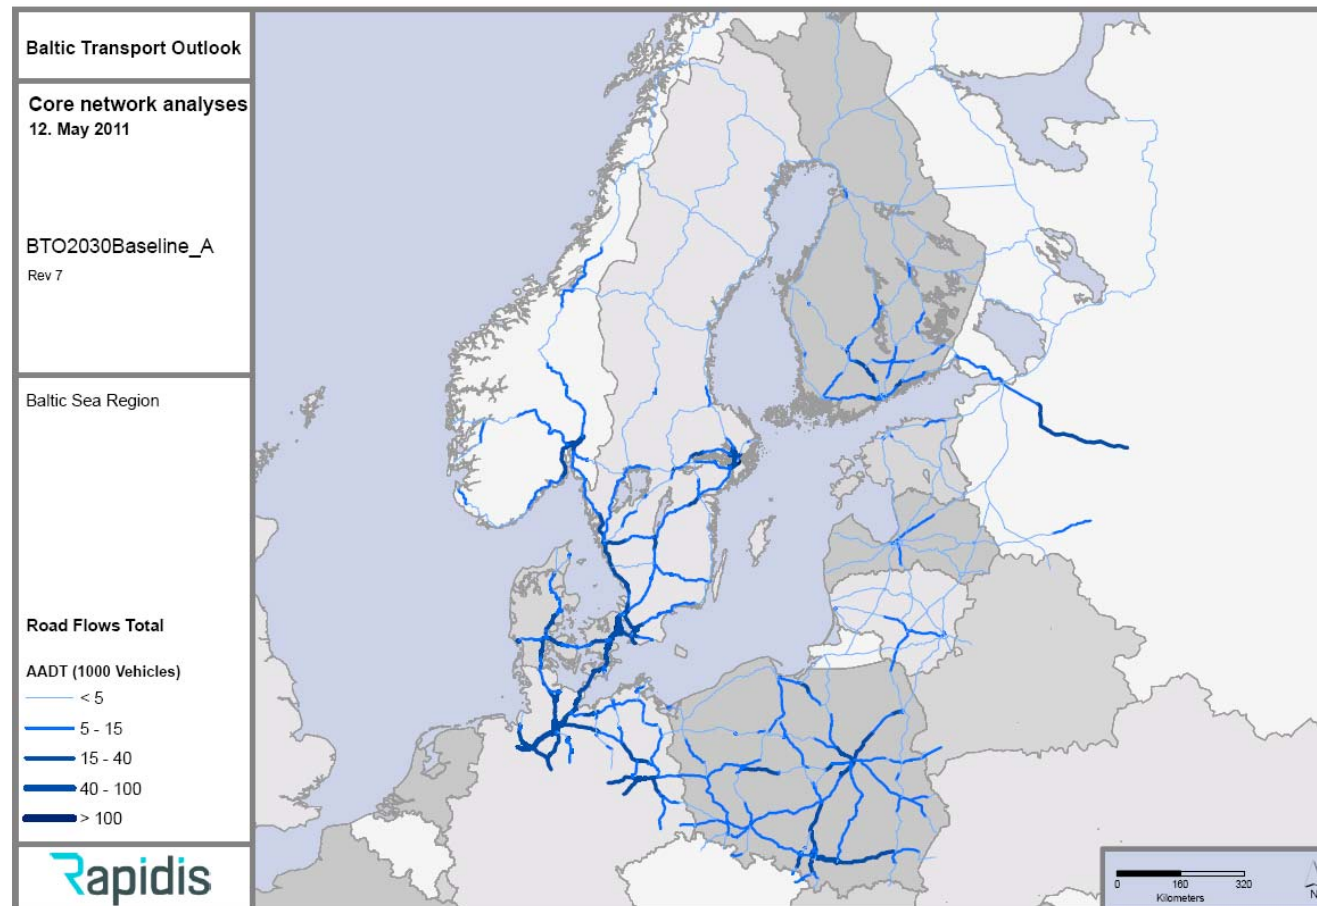 Baltic Transport Outlook
Core network analyses
12. May 2011
BTO2030Baseline_A
Rev 7
Baltic Sea Region
Road Flows Total
AADT (1000 Vehicles)
< 5
5 - 15
15 - 40
40 - 100
> 100
Rapidis
0 160 320
Kilometers
N